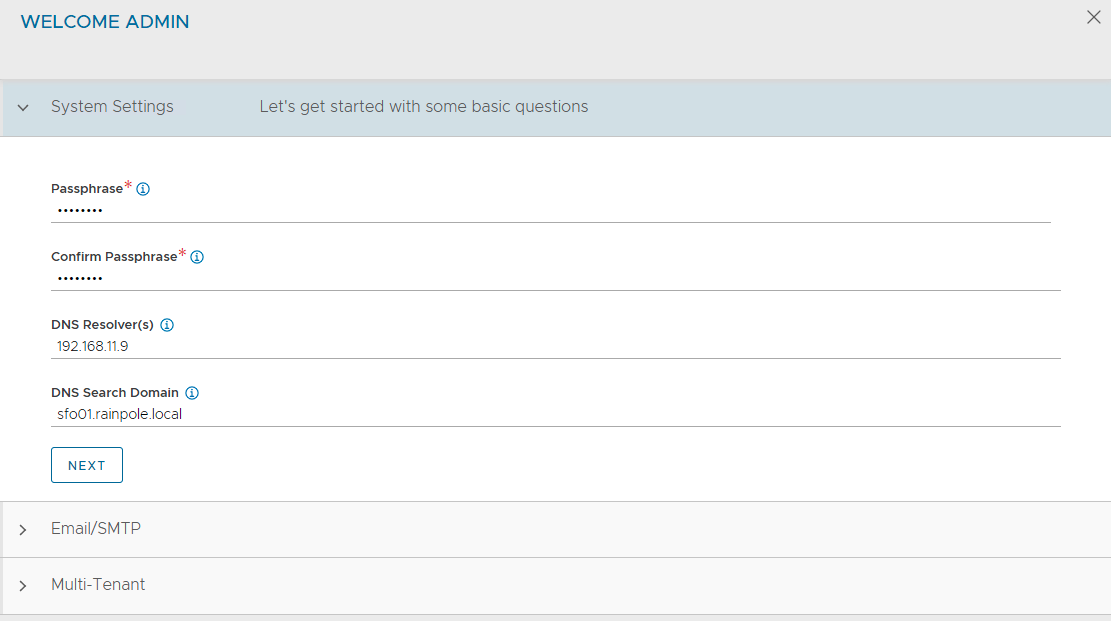 WELCOME ADMIN
System Settings Let's get started with some basic questions
Passphrase*
••••••••
Confirm Passphrase*
••••••••
DNS Resolver(s)
192.168.11.9
DNS Search Domain
sfo01.rainpole.local
NEXT
Email/SMTP
Multi-Tenant